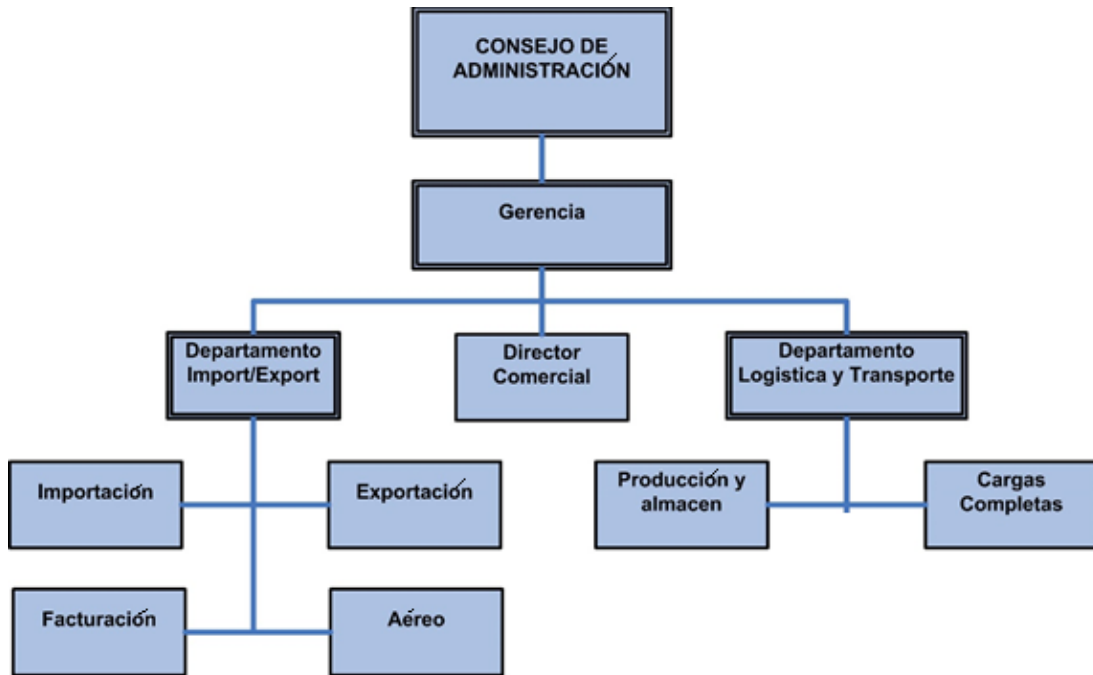 CONSEJO DE
ADMINISTRACIÓN
Gerencia
Departamento
Import/Export
Director
Comercial
Departamento
Logistica y Transporte
Importación
Exportación
Producción y
almacen
Cargas
Completas
Facturación
Aéreo